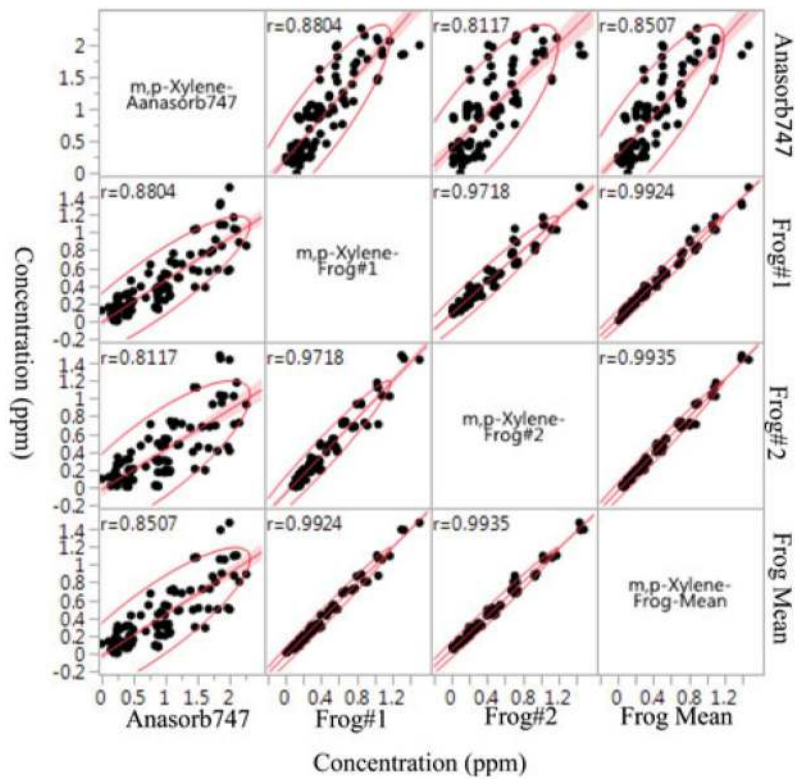 r=0.8804
r=0.8117
r=0.8507
2
1.5
1
0.5
0
m,p-Xylene-
Aanasorb747
Anasorb747
r=0.8804
r=0.9718
r=0.9924
1.4
1.2
1
0.8
0.6
0.4
0.2
0
-0.2
m,p-Xylene-
Frog#1
Frog#1
r=0.8117
r=0.9718
r=0.9935
1.4
1.2
1
0.8
0.6
0.4
0.2
0
-0.2
m,p-Xylene-
Frog#2
Frog#2
r=0.8507
r=0.9924
r=0.9935
1.4
1.2
1
0.8
0.6
0.4
0.2
0
-0.2
m,p-Xylene-
Frog-Mean
Frog Mean
Concentration (ppm)
0 0.5 1 1.5 2
0 0.4 0.8 1.2
0 0.4 0.8 1.2
0 0.4 0.8 1.2
Anasorb747 Frog#1 Frog#2 Frog Mean
Concentration (ppm)